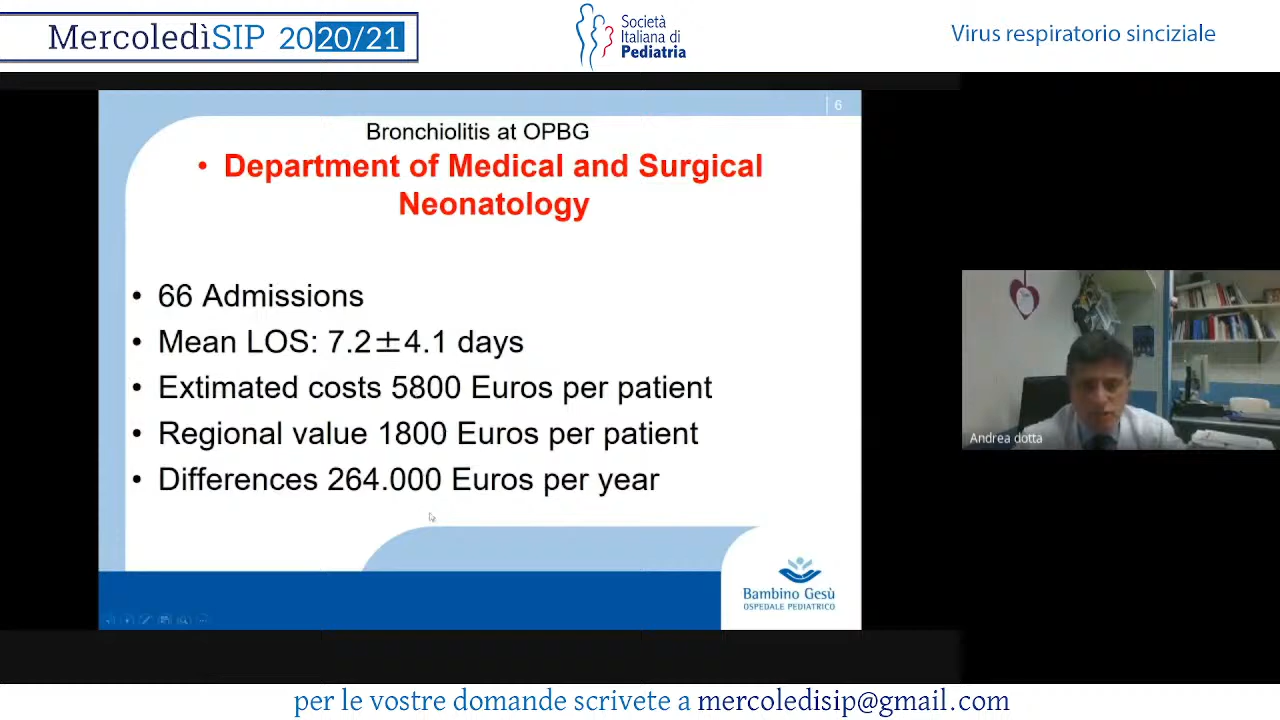 MercoledìSIP 2020/21
Società
Italiana di
Pediatria
Virus respiratorio sinciziale
6
Bronchiolitis at OPBG
• Department of Medical and Surgical
Neonatology
• 66 Admissions
• Mean LOS: 7.2±4.1 days
• Extimated costs 5800 Euros per patient
• Regional value 1800 Euros per patient
• Differences 264.000 Euros per year
Andrea dotta
Bambino Gesù
OSPEDALE PEDIATRICO
per le vostre domande scrivete a mercoledisip@gmail.com